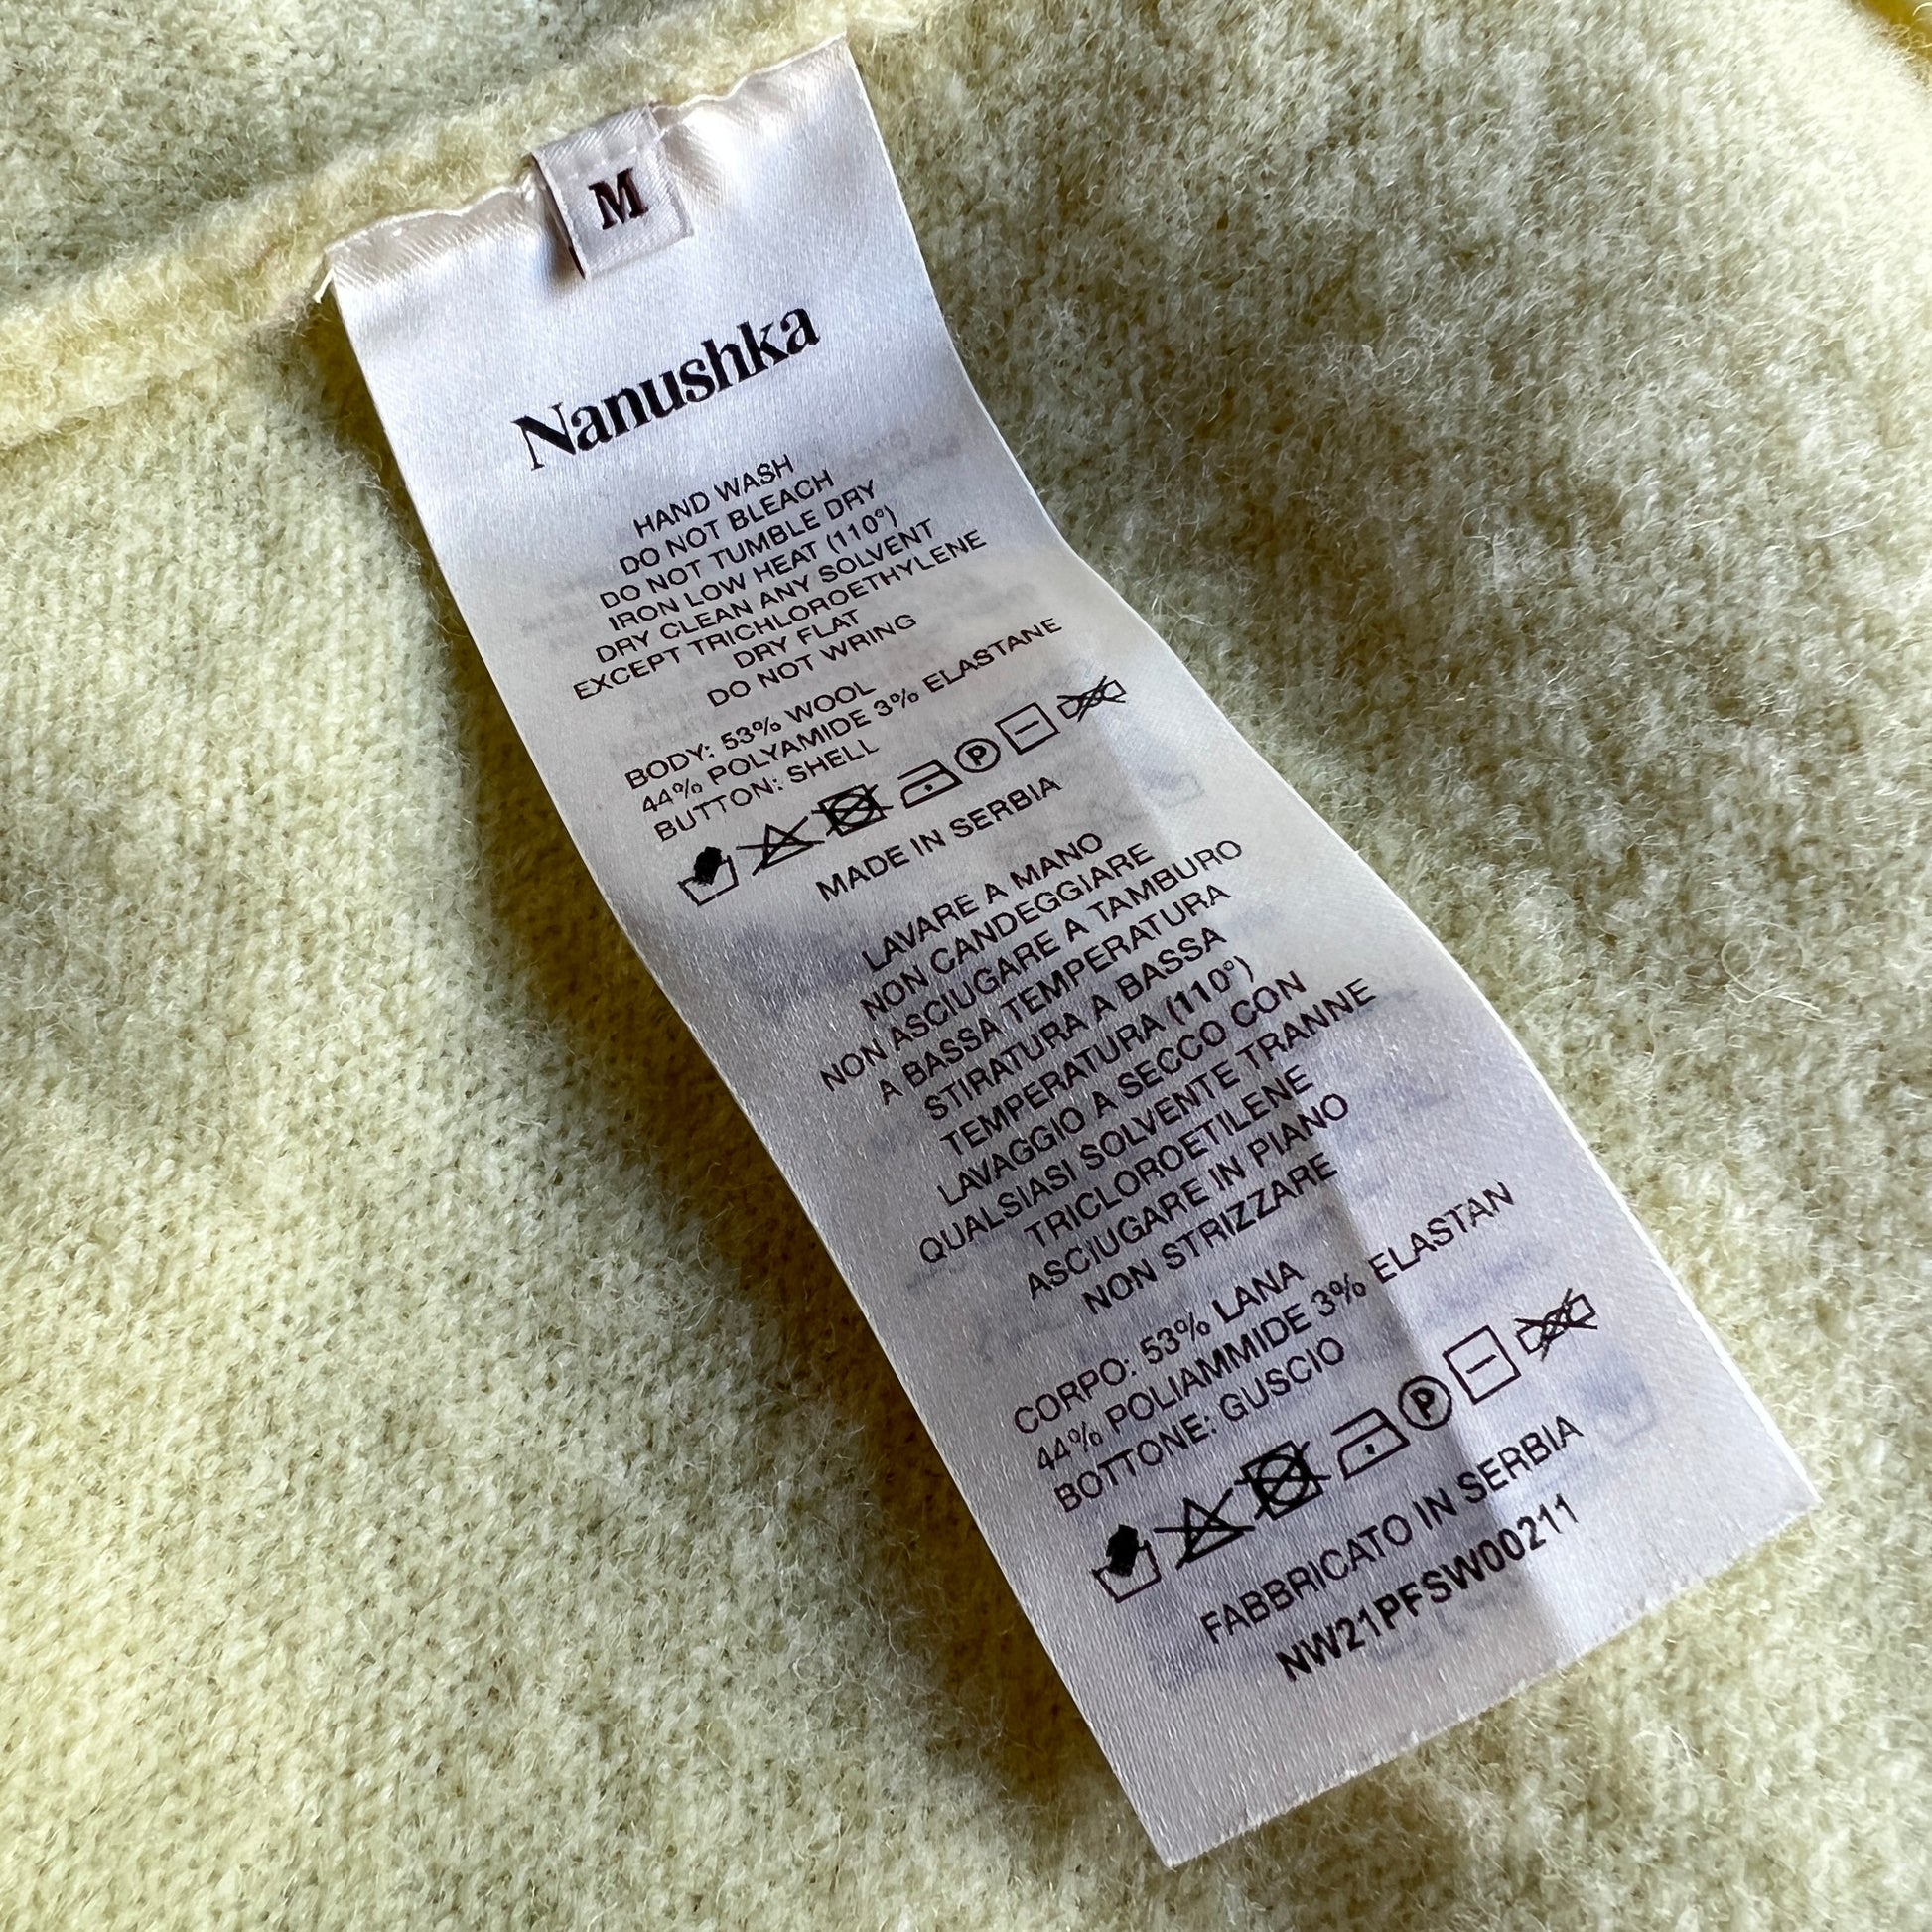 M
Nanushka
HAND WASH
DO NOT BLEACH
DO NOT TUMBLE DRY
IRON LOW HEAT (110°)
DRY CLEAN ANY SOLVENT
EXCEPT TRICHLOROETHYLENE
DRY FLAT
DO NOT WRING
BODY: 53% WOOL
44% POLYAMIDE 3% ELASTANE
BUTTON: SHELL
P
MADE IN SERBIA
LAVARE A MANO
NON CANDEGGIARE
NON ASCIUGARE A TAMBURO
A BASSA TEMPERATURA
STIRATURA A BASSA
TEMPERATURA (110°)
LAVAGGIO A SECCO CON
QUALSIASI SOLVENTE TRANNE
TRICLOROETILENE
ASCIUGARE IN PIANO
NON STRIZZARE
CORPO: 53% LANA
44% POLIAMMIDE 3% ELASTAN
BOTTONE: GUSCIO
P
FABBRICATO IN SERBIA
NW21PFSW00211